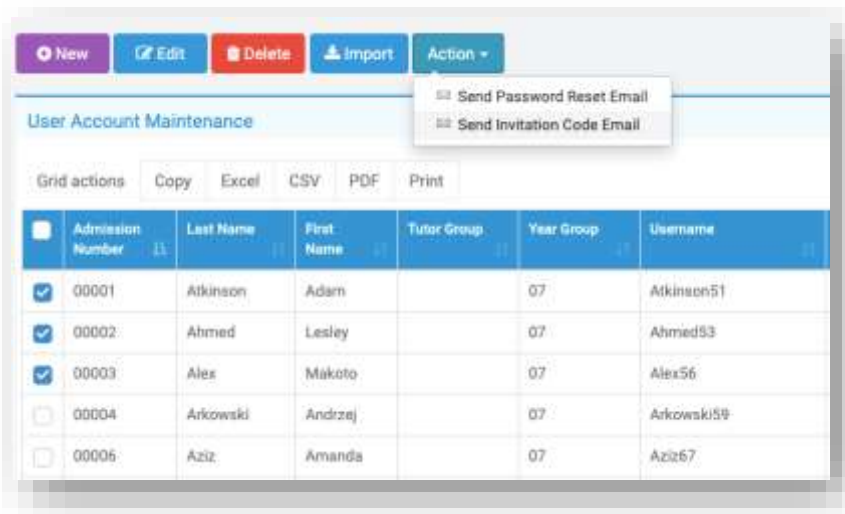 New Edit Delete Import Action
Send Password Reset Email
Send Invitation Code Email
User Account Maintenance
Grid actions Copy Excel CSV PDF Print
Admission Number Last Name First Name Tutor Group Year Group Username
00001 Atkinson Adam 07 Atkinson51
00002 Ahmed Lesley 07 Ahmed53
00003 Alex Makoto 07 Alex56
00004 Arkowski Andrzej 07 Arkowski59
00006 Aziz Amanda 07 Aziz67